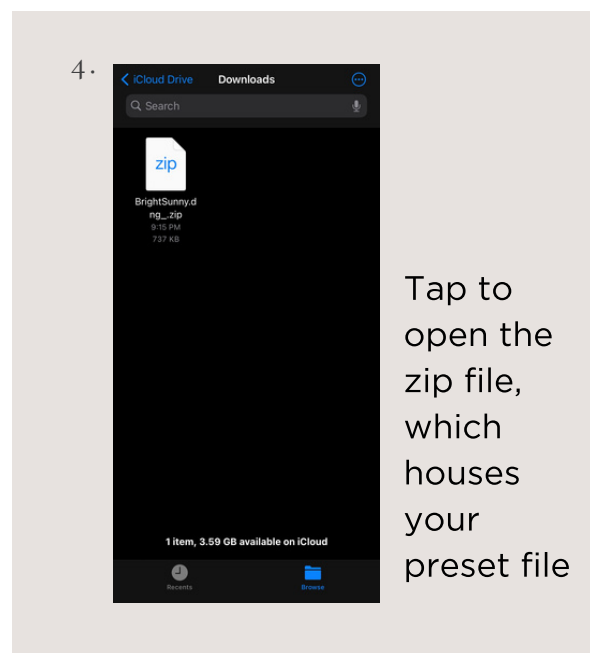 4.
iCloud Drive Downloads
Search
zip
BrightSunny.d
ng_.zip
9:15 PM
737 KB
Tap to
open the
zip file,
which
houses
your
preset file
1 item, 3.59 GB available on iCloud
Recents Browse